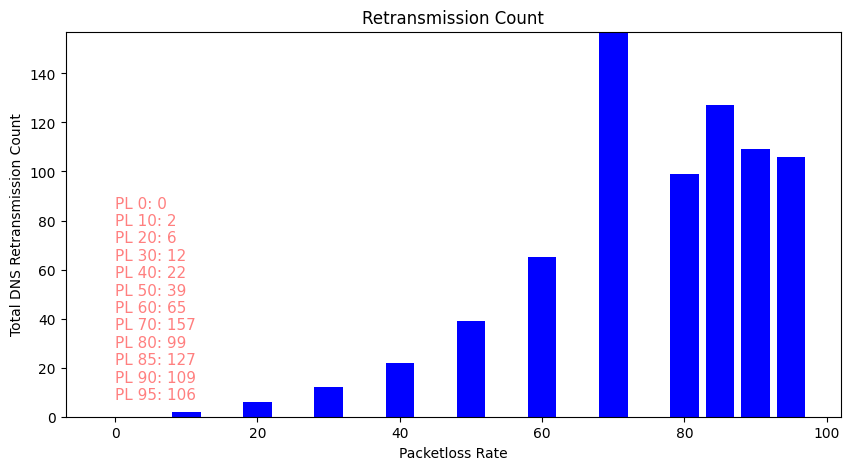 Retransmission Count
Total DNS Retransmission Count
140
120
100
80
60
40
20
0
PL 0: 0
PL 10: 2
PL 20: 6
PL 30: 12
PL 40: 22
PL 50: 39
PL 60: 65
PL 70: 157
PL 80: 99
PL 85: 127
PL 90: 109
PL 95: 106
0 20 40 60 80 100
Packetloss Rate